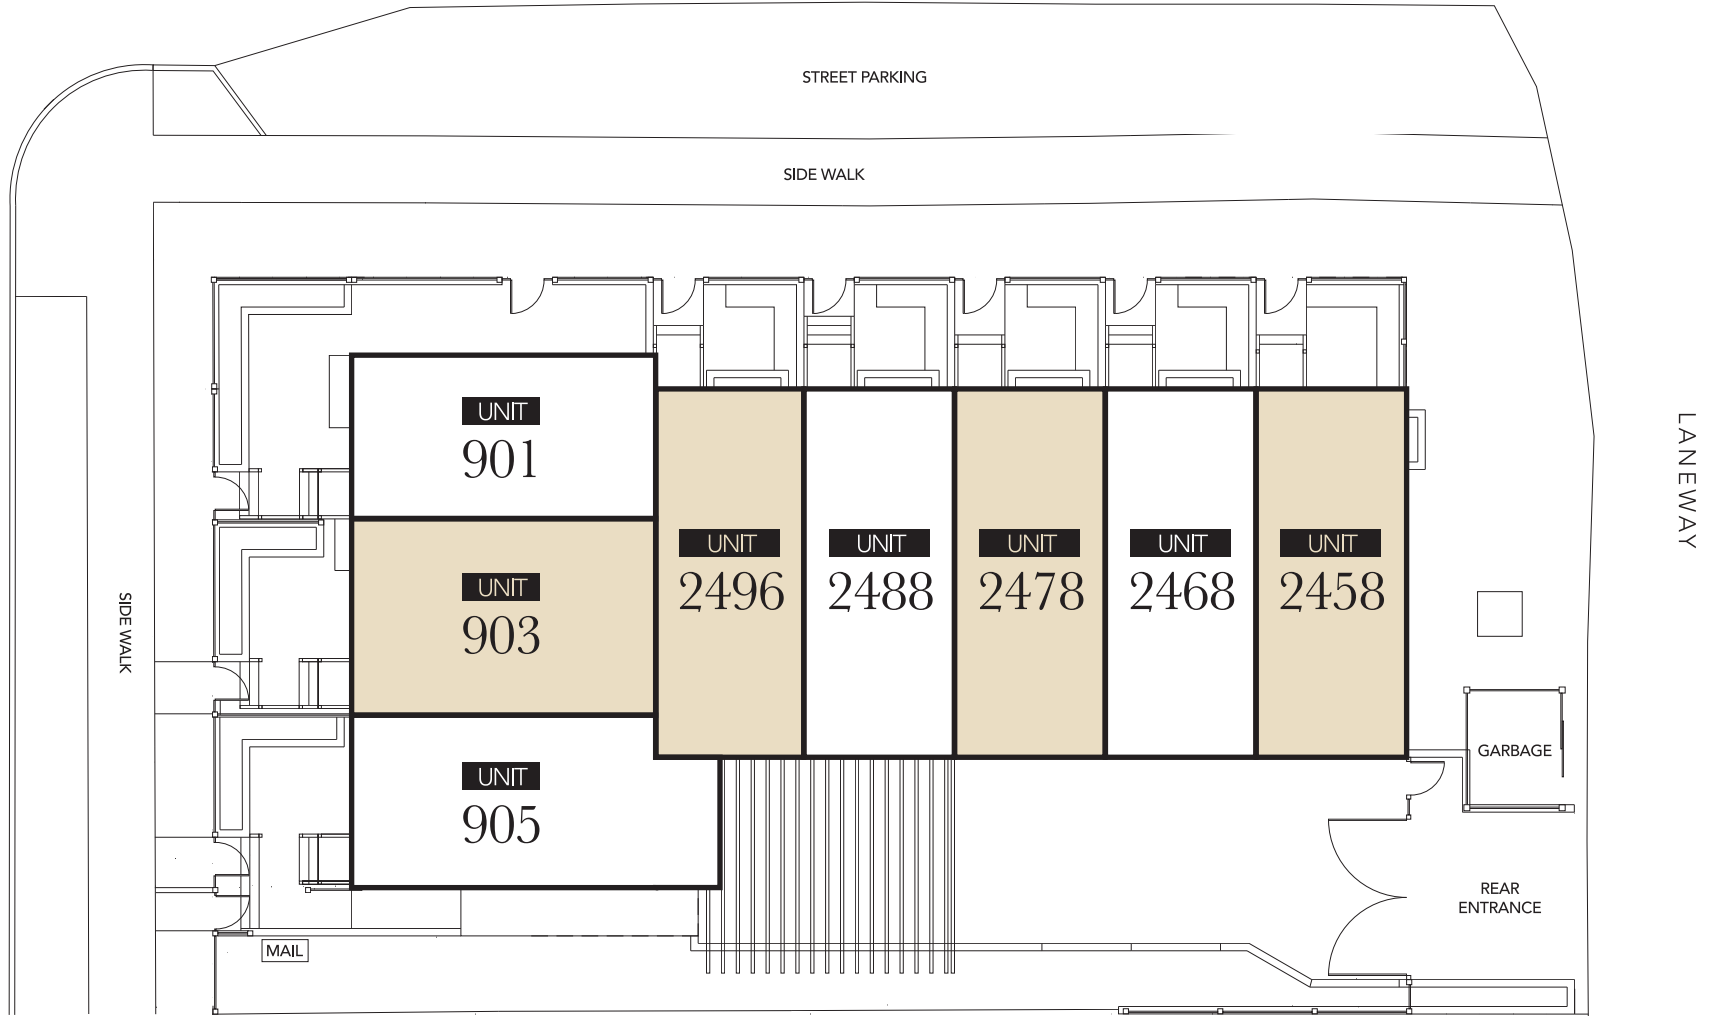 STREET PARKING
SIDE WALK
UNIT
901
UNIT
903
UNIT
905
UNIT
2496
UNIT
2488
UNIT
2478
UNIT
2468
UNIT
2458
LANEWAY
SIDE WALK
GARBAGE
REAR
ENTRANCE
MAIL